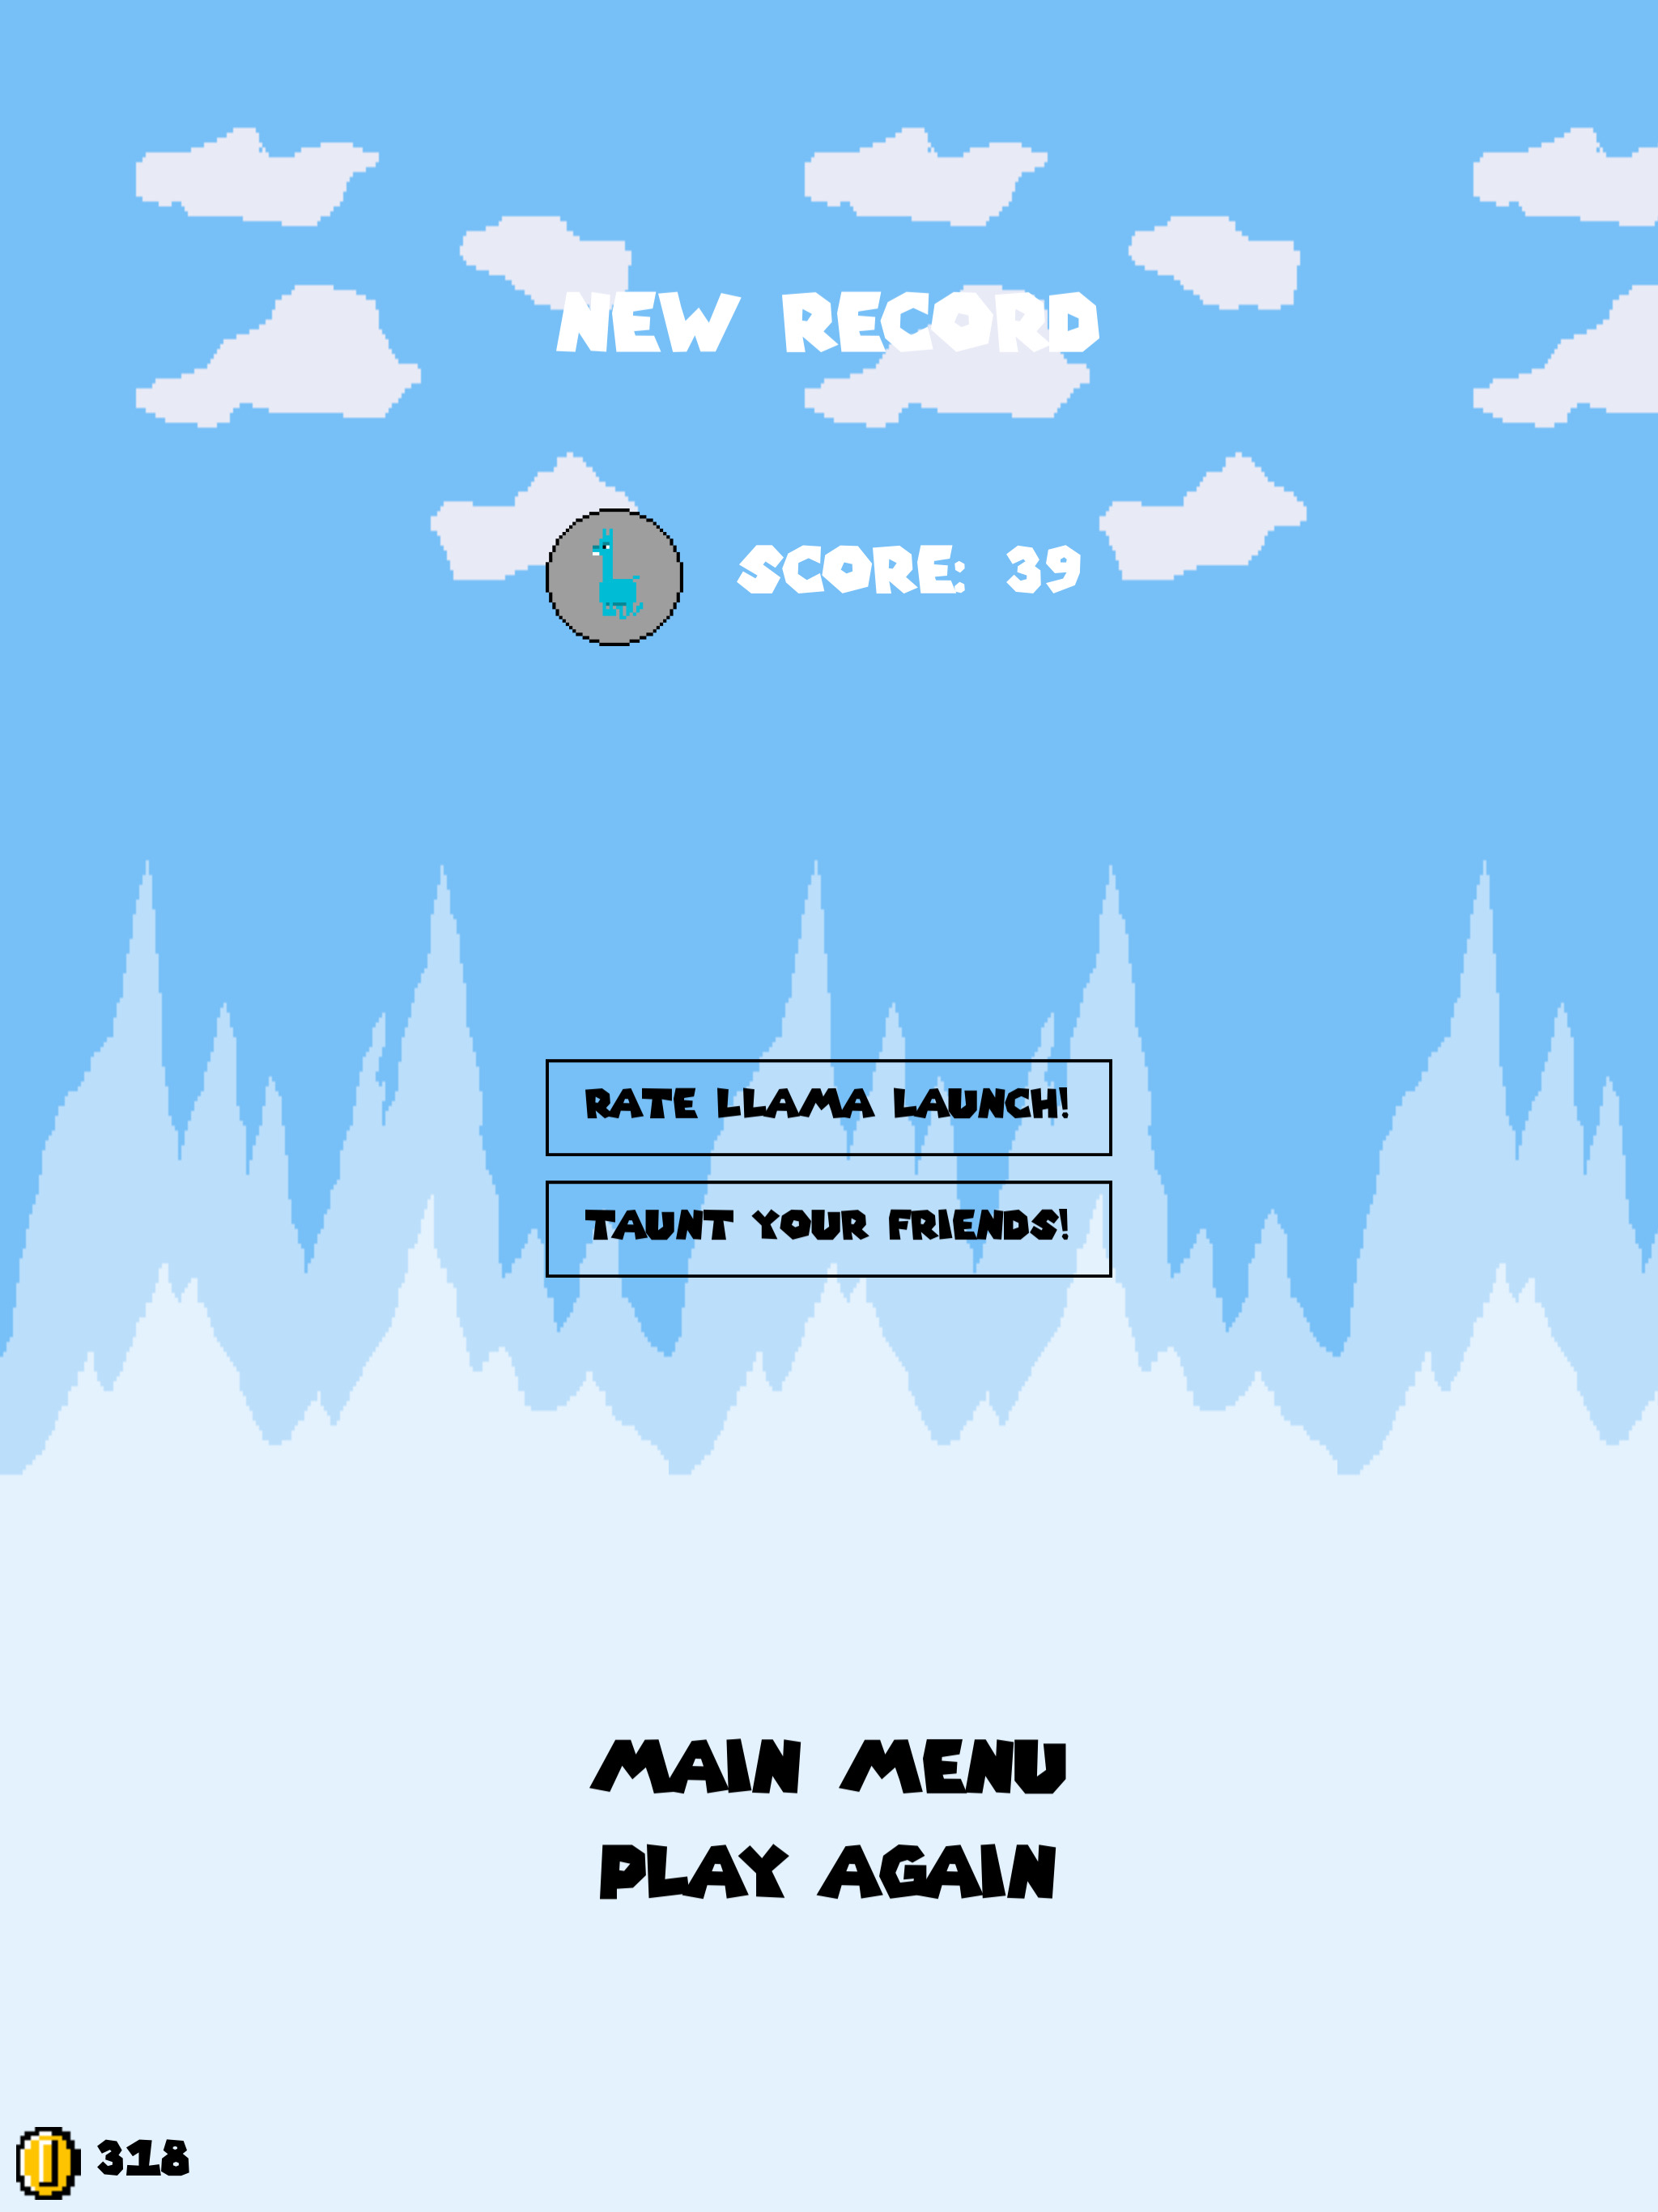 NEW RECORD
SCORE: 39
RATE LLAMA LAUNCH!
TAUNT YOUR FRIENDS!
MAIN MENU
PLAY AGAIN
318